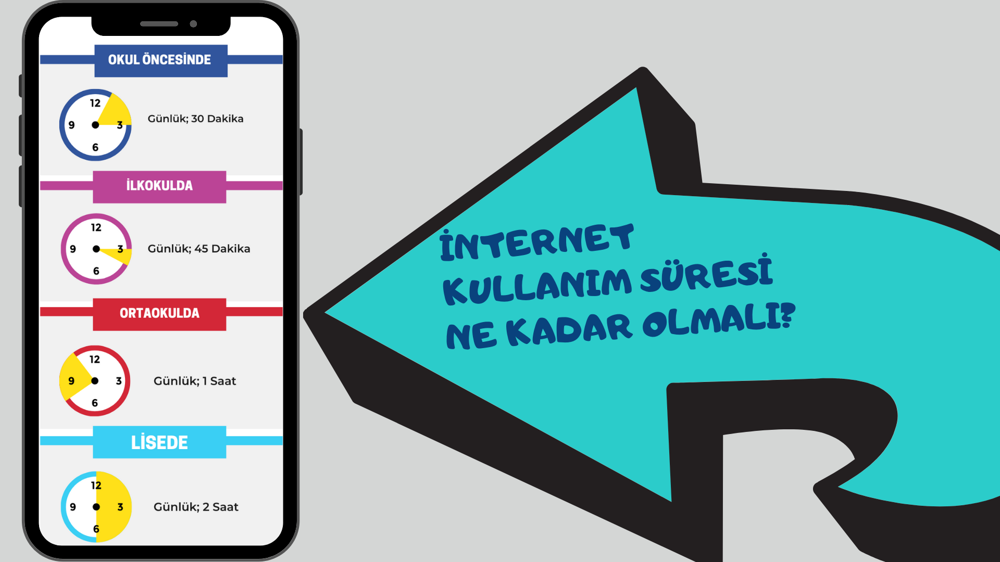 OKUL ÖNCESİNDE
12
9
3
6
Günlük; 30 Dakika
İLKOKULDA
12
9
3
6
Günlük; 45 Dakika
ORTAOKULDA
12
9
3
6
Günlük; 1 Saat
LİSEDE
12
9
3
6
Günlük; 2 Saat
İNTERNET
KULLANIM SÜRESİ
NE KADAR OLMALI?